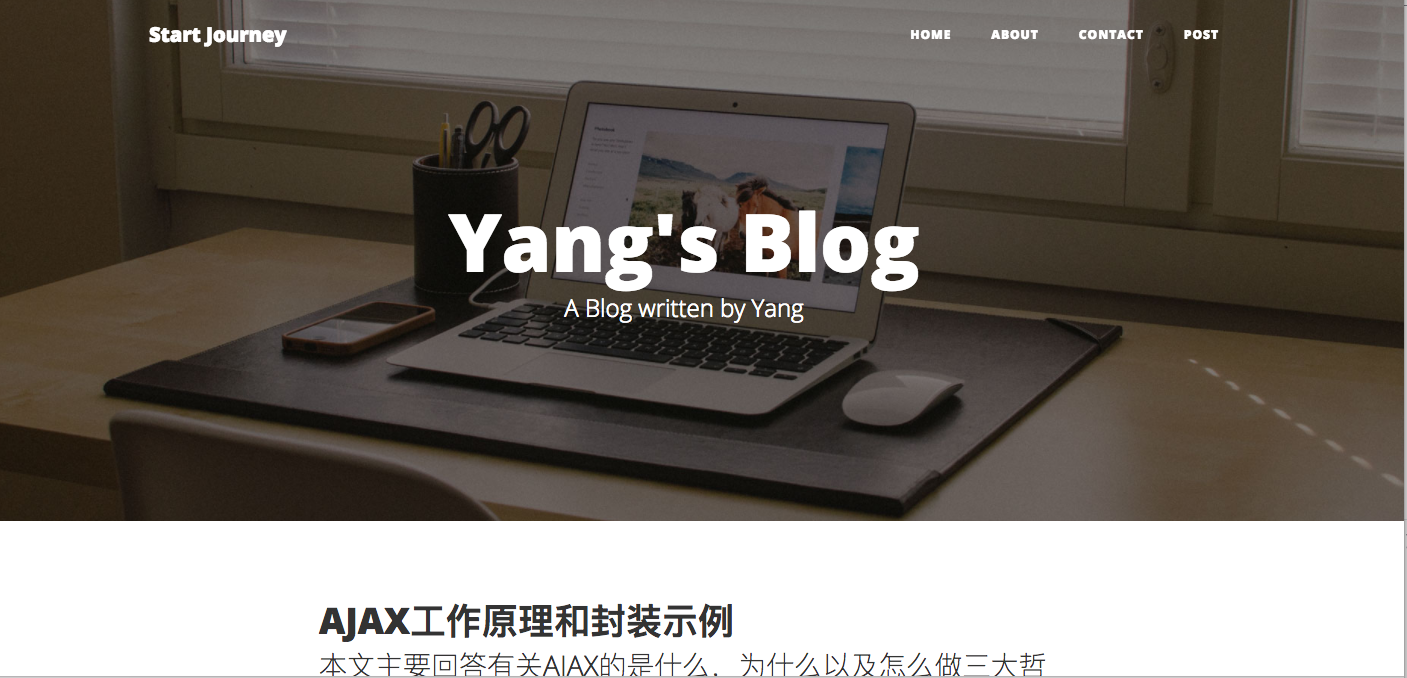 Start Journey
HOME ABOUT CONTACT POST
Yang's Blog
A Blog written by Yang
AJAX工作原理和封装示例
本文主要回答有关AJAX的是什么，为什么以及怎么做三大哲